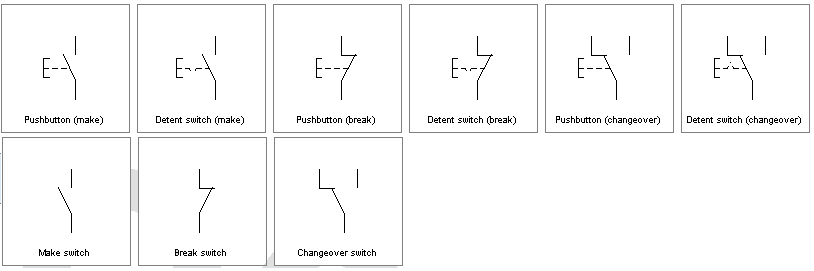 Pushbutton (make)
Detent switch (make)
Pushbutton (break)
Detent switch (break)
Pushbutton (changeover)
Detent switch (changeover)
Make switch
Break switch
Changeover switch